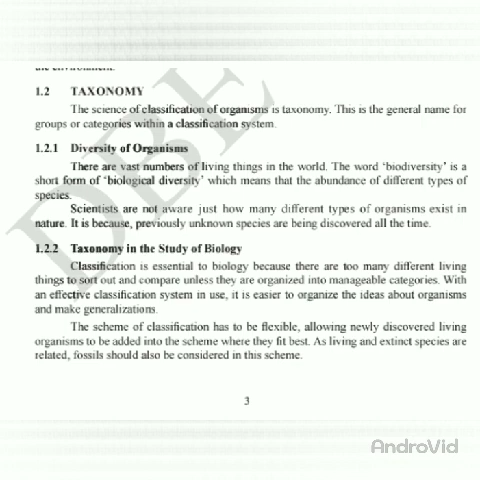 the environment.
1.2 TAXONOMY
The science of classification of organisms is taxonomy. This is the general name for
groups or categories within a classification system.
1.2.1 Diversity of Organisms
There are vast numbers of living things in the world. The word ‘biodiversity’ is a
short form of ‘biological diversity’ which means that the abundance of different types of
species.
Scientists are not aware just how many different types of organisms exist in
nature. It is because, previously unknown species are being discovered all the time.
1.2.2 Taxonomy in the Study of Biology
Classification is essential to biology because there are too many different living
things to sort out and compare unless they are organized into manageable categories. With
an effective classification system in use, it is easier to organize the ideas about organisms
and make generalizations.
The scheme of classification has to be flexible, allowing newly discovered living
organisms to be added into the scheme where they fit best. As living and extinct species are
related, fossils should also be considered in this scheme.
3
DBE
AndroVid